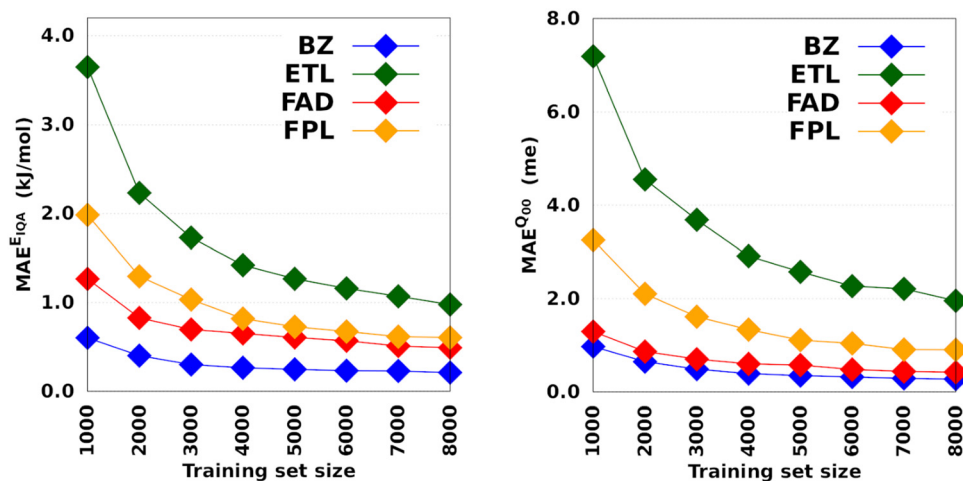 4.0
3.0
2.0
1.0
0.0
MAE^E_IQA (kJ/mol)
BZ
ETL
FAD
FPL
1000
2000
3000
4000
5000
6000
7000
8000
Training set size
8.0
6.0
4.0
2.0
0.0
MAE^Q_00 (me)
BZ
ETL
FAD
FPL
1000
2000
3000
4000
5000
6000
7000
8000
Training set size